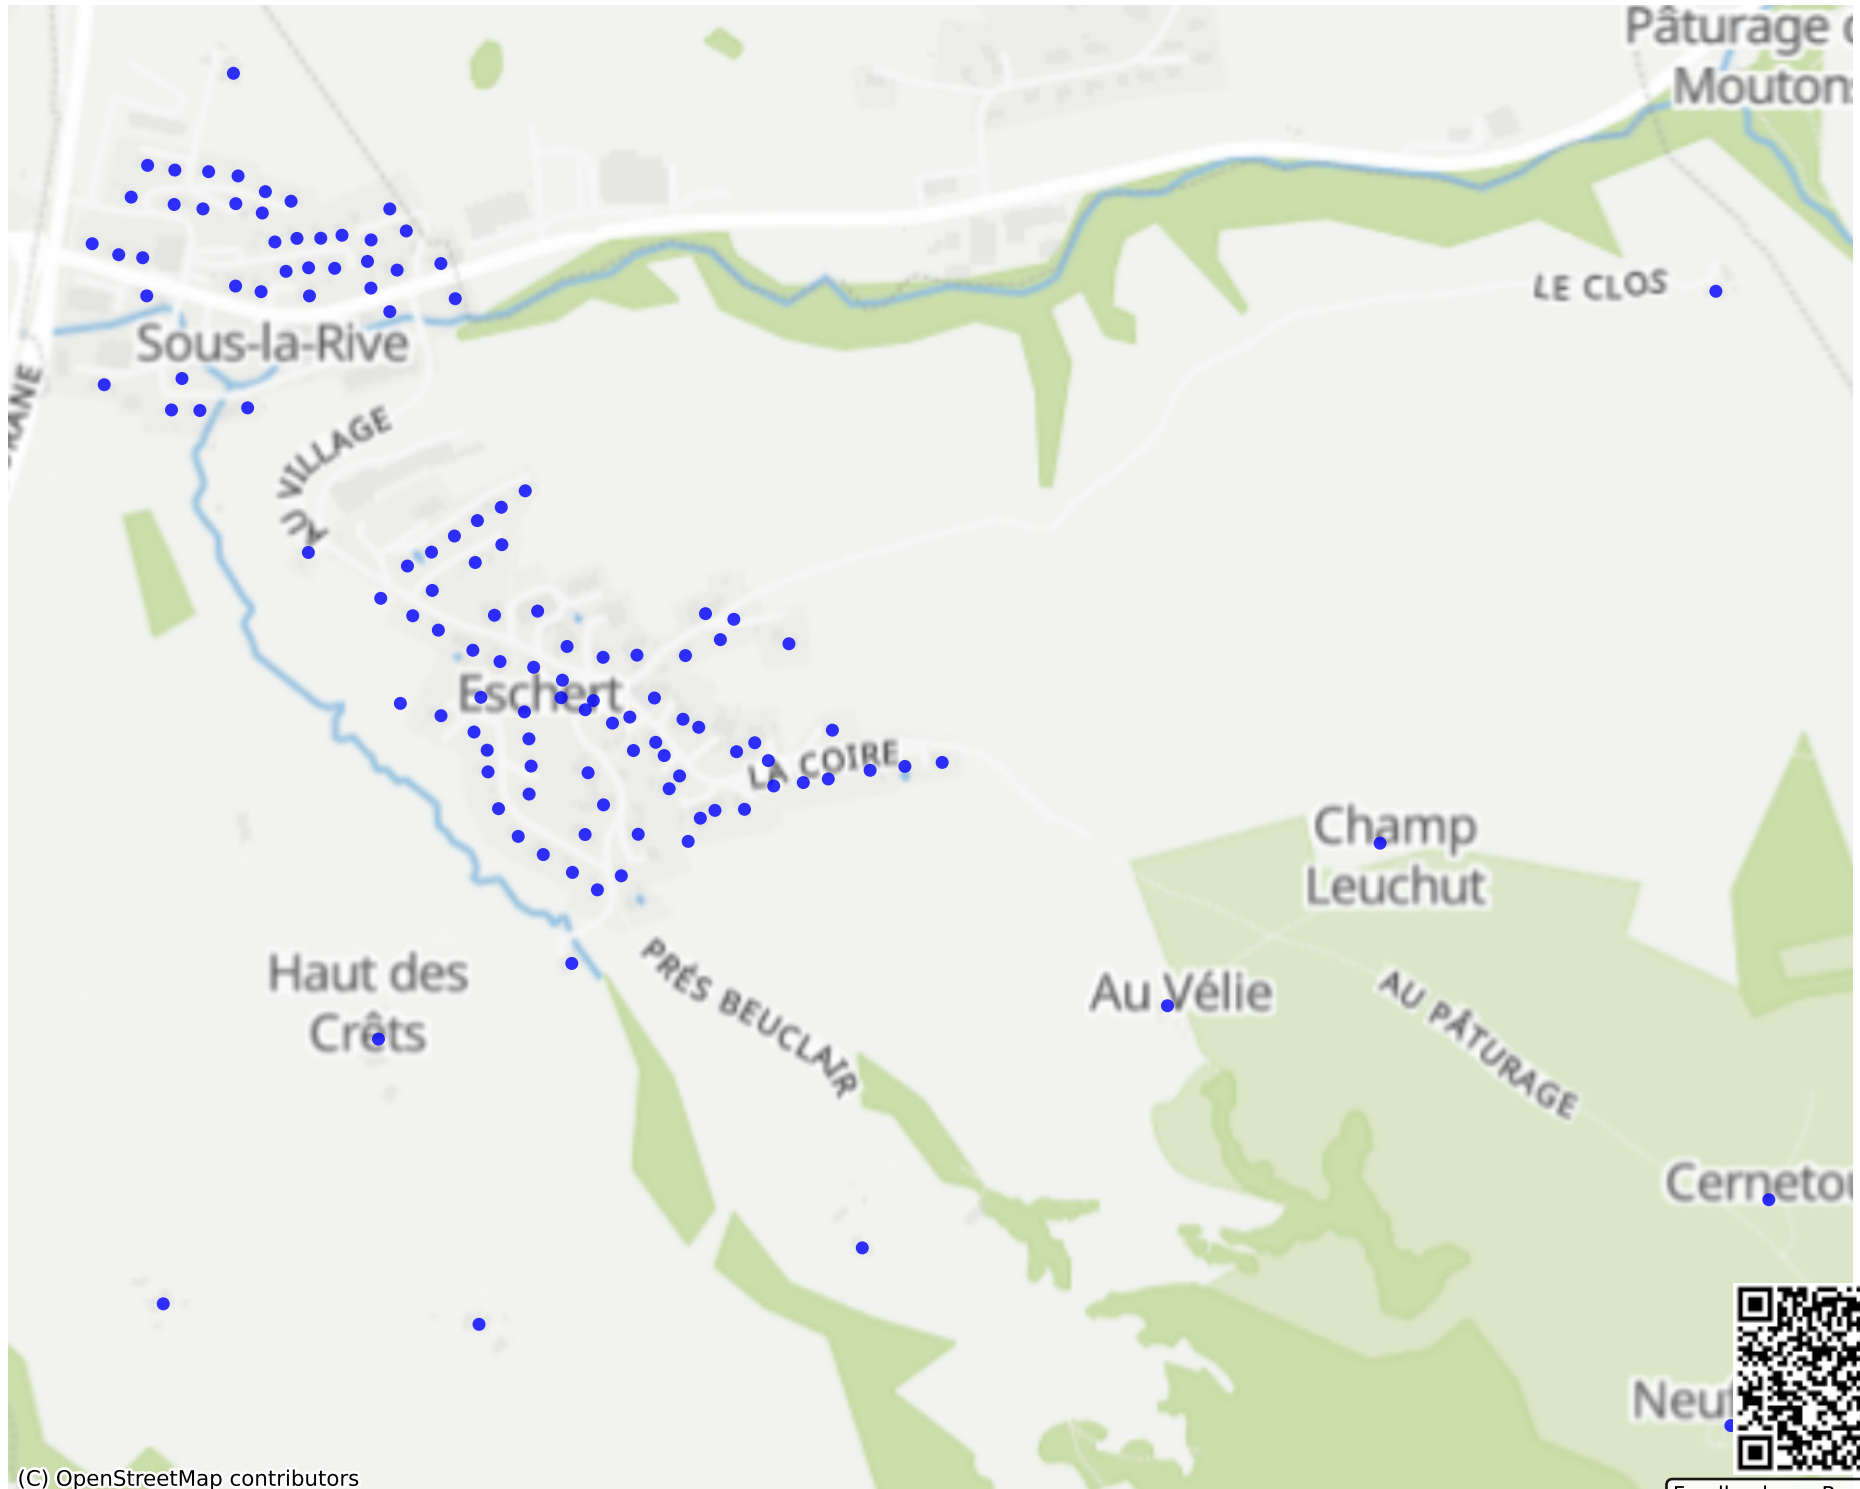 Pâturage
Mouton
LE CLOS
Sous-la-Rive
AU VILLAGE
Eschert
LA COIRE
Champ
Leuchut
Haut des
Crêts
PRÉS BEUCLAIR
Au Vélie
AU PÂTURAGE
(C) OpenStreetMap contributors